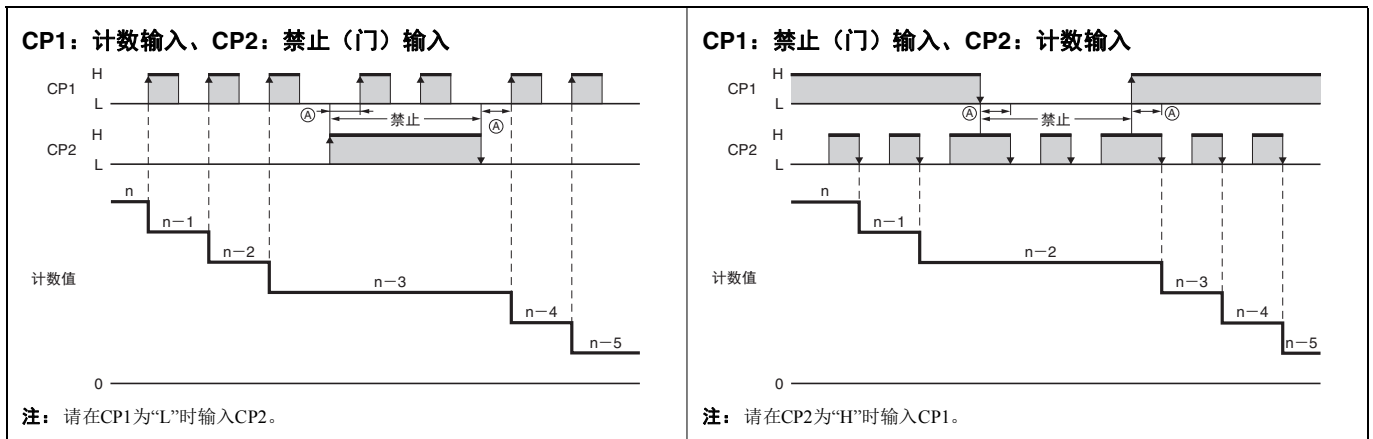 CP1：计数输入、CP2：禁止（门）输入
CP1
H
L
Ⓐ
禁止
Ⓐ
CP2
H
L
n
n－1
n－2
n－3
n－4
n－5
计数值
0
注：请在CP1为“L”时输入CP2。
CP1：禁止（门）输入、CP2：计数输入
CP1
H
L
Ⓐ
禁止
Ⓐ
CP2
H
L
n
n－1
n－2
n－3
n－4
n－5
计数值
0
注：请在CP2为“H”时输入CP1。